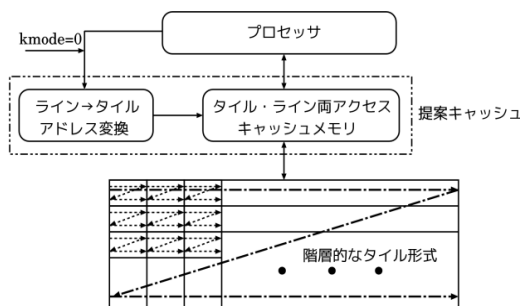 プロセッサ
kmode=0
ライン→タイル
アドレス変換
タイル・ライン両アクセス
キャッシュメモリ
提案キャッシュ
階層的なタイル形式